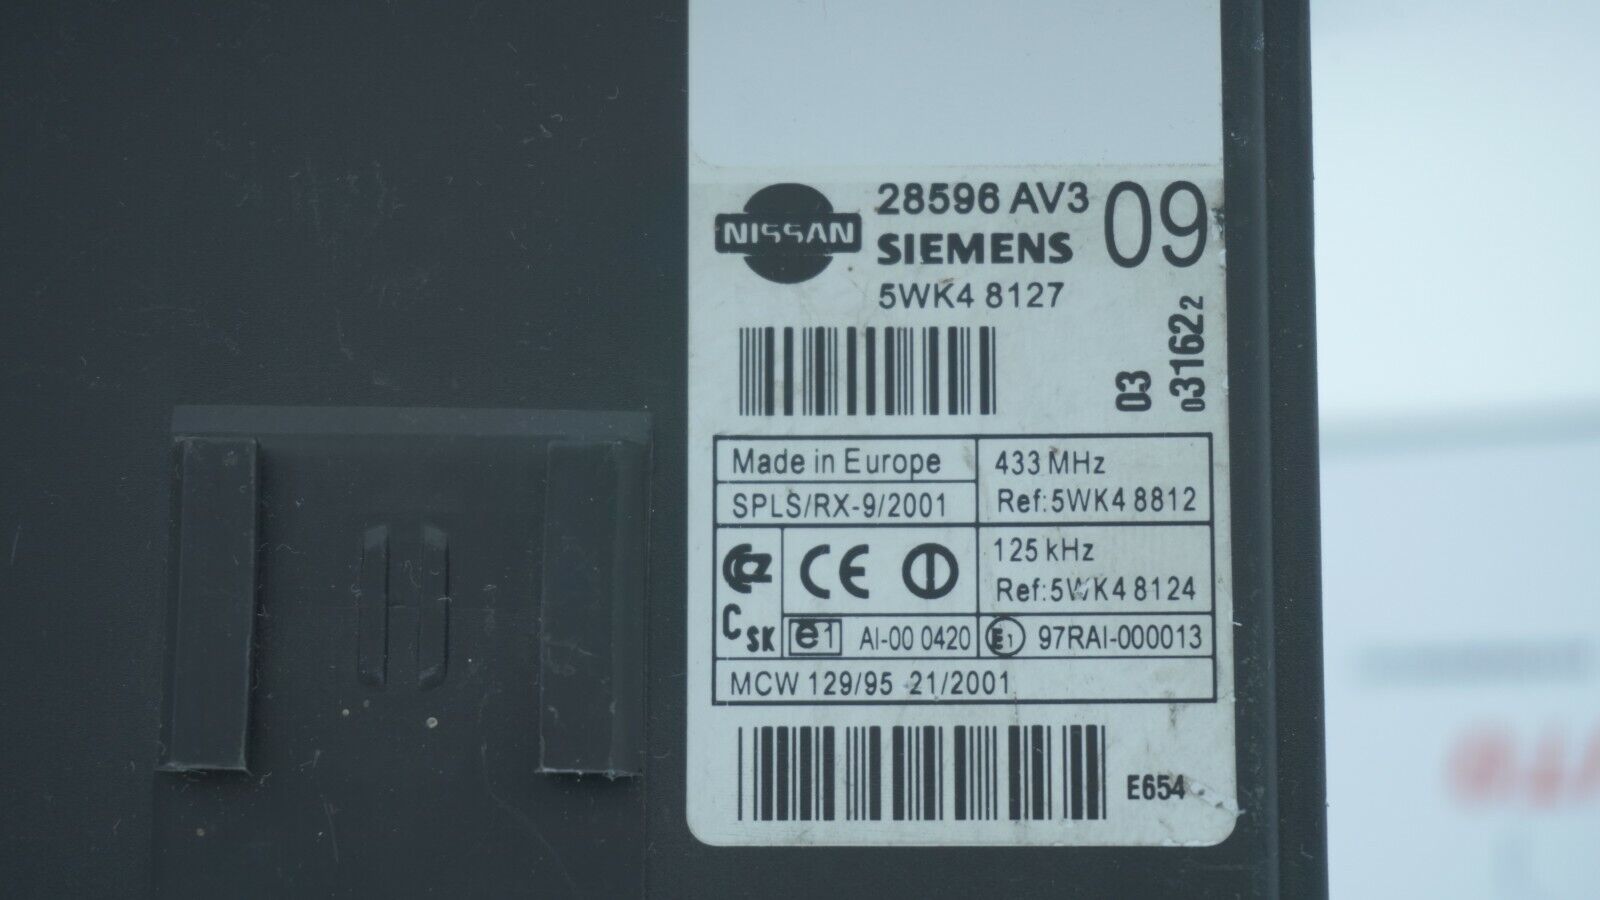 NISSAN
28596 AV3
09
SIEMENS
5WK4 8127
03
031622
Made in Europe
433 MHz
Ref:5WK4 8812
SPLS/RX-9/2001
CE
125 kHz
Ref:5WK4 8124
C SK
e1 AI-00 0420
E1 97RAI-000013
MCW 129/95 21/2001
E654